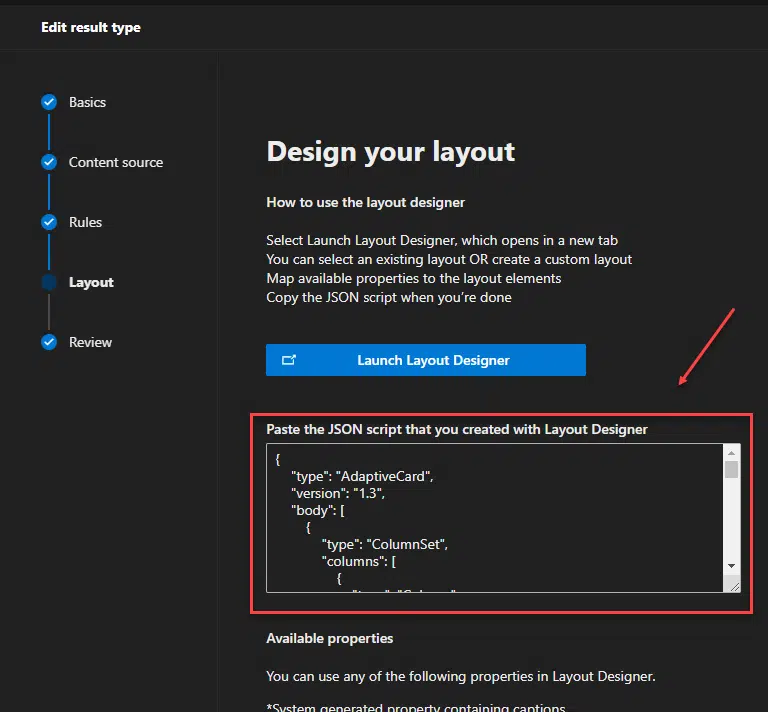 Edit result type
Basics
Content source
Rules
Layout
Review
Design your layout
How to use the layout designer
Select Launch Layout Designer, which opens in a new tab
You can select an existing layout OR create a custom layout
Map available properties to the layout elements
Copy the JSON script when you're done
Launch Layout Designer
Paste the JSON script that you created with Layout Designer
{
"type": "AdaptiveCard",
"version": "1.3",
"body": [
{
"type": "ColumnSet",
"columns": [
{
Available properties
You can use any of the following properties in Layout Designer.
*System generated property containing captions